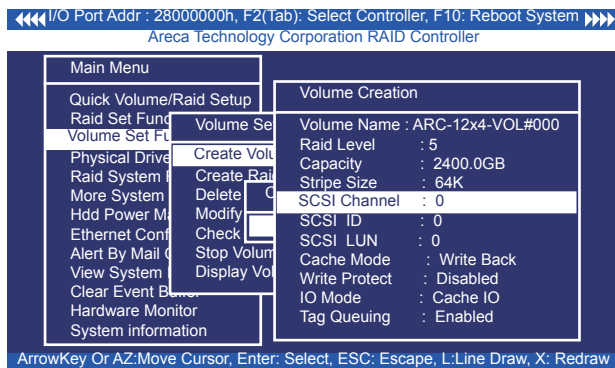 I/O Port Addr : 28000000h, F2(Tab): Select Controller, F10: Reboot System
Areca Technology Corporation RAID Controller
Main Menu
Quick Volume/Raid Setup
Raid Set Func
Volume Set Fu
Physical Drive
Raid System F
More System
Hdd Power Ma
Ethernet Conf
Alert By Mail C
View System
Clear Event Buffer
Hardware Monitor
System information
Volume Se
Create Volu
Create Rai
Delete
Modify
Check
Stop Volum
Display Vol
C
Volume Creation
Volume Name : ARC-12x4-VOL#000
Raid Level : 5
Capacity : 2400.0GB
Stripe Size : 64K
SCSI Channel : 0
SCSI ID : 0
SCSI LUN : 0
Cache Mode : Write Back
Write Protect : Disabled
IO Mode : Cache IO
Tag Queuing : Enabled
ArrowKey Or AZ:Move Cursor, Enter: Select, ESC: Escape, L:Line Draw, X: Redraw